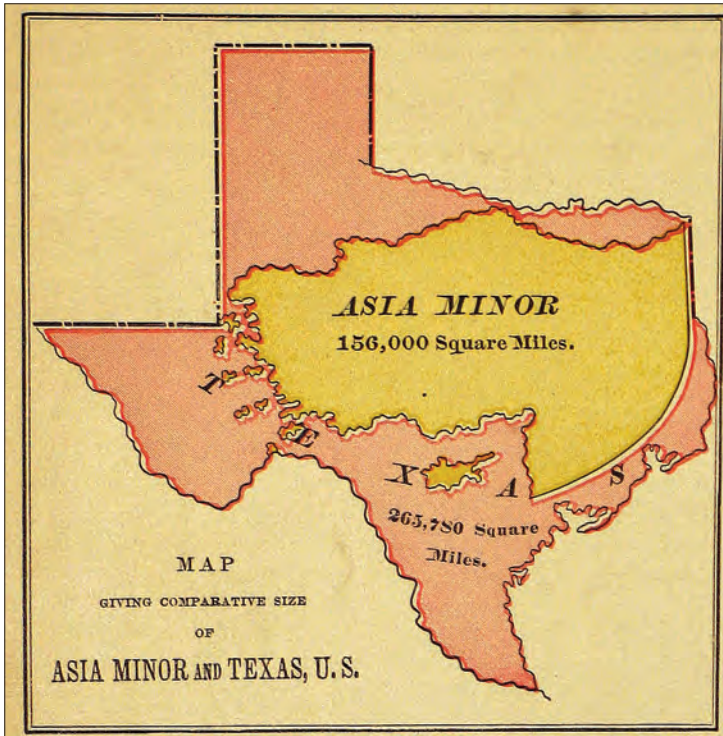 ASIA MINOR
156,000 Square Miles.
TEXAS
265,780 Square
Miles.
MAP
GIVING COMPARATIVE SIZE
OF
ASIA MINOR AND TEXAS, U. S.